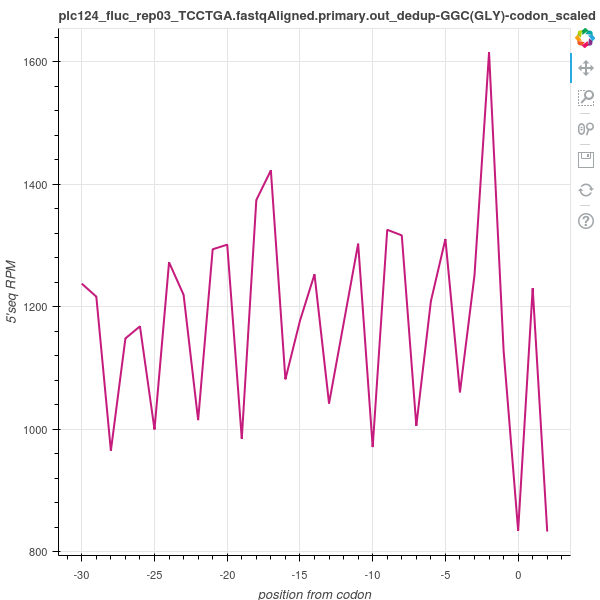 plc124_fluc_rep03_TCCTGA.fastqAligned.primary.out_dedup-GGC(GLY)-codon_scaled
1600
1400
1200
1000
800
5'seq RPM
-30 -25 -20 -15 -10 -5 0
position from codon